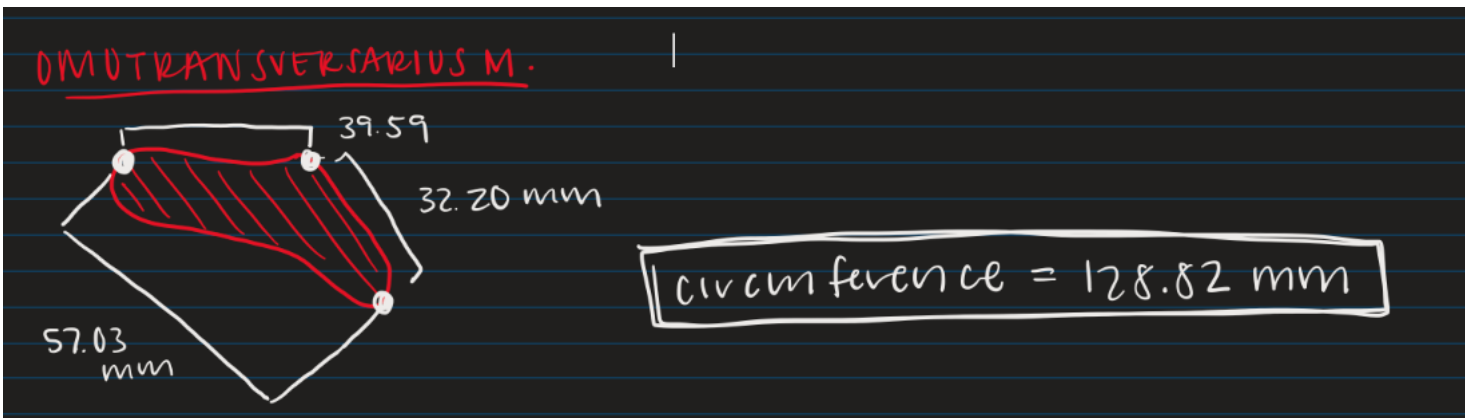 OMOTRANSVERSARIUS M.
39.59
32.20 mm
circumference = 128.82 mm
57.03
mm